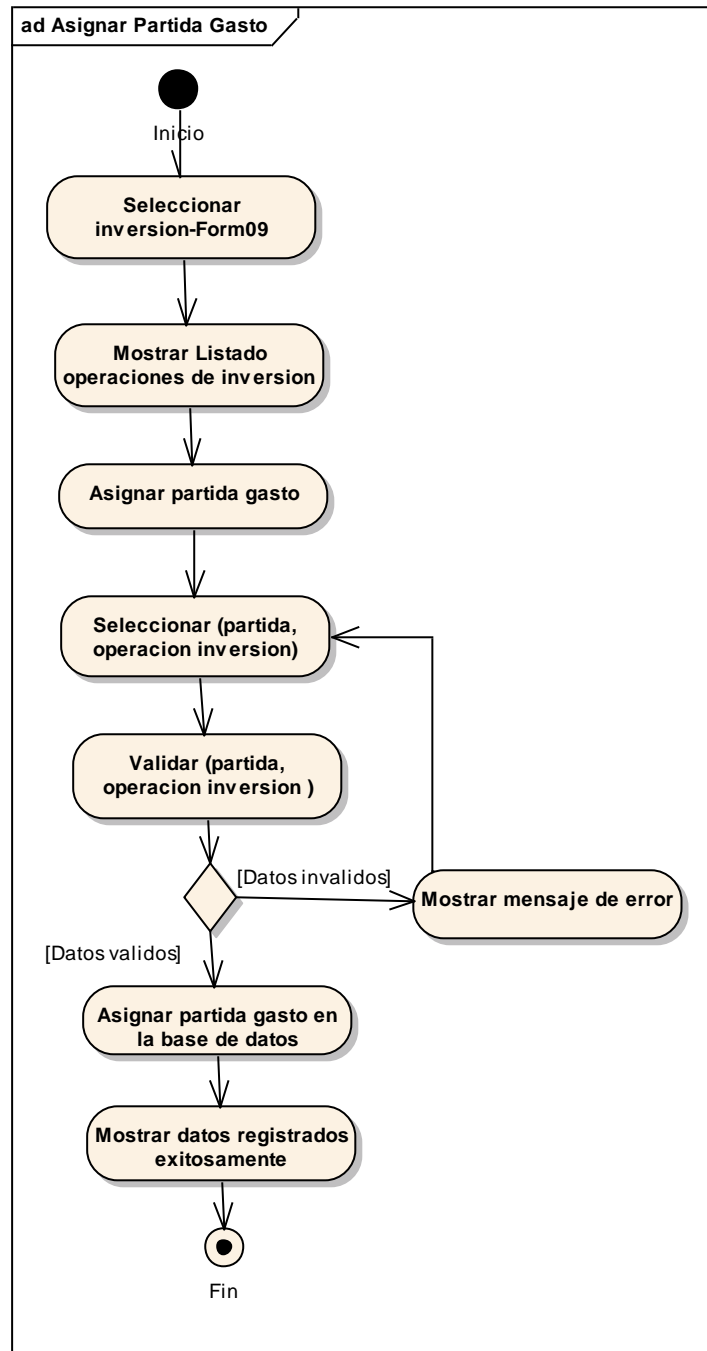 ad Asignar Partida Gasto
Inicio
Seleccionar
inversion-Form09
Mostrar Listado
operaciones de inversion
Asignar partida gasto
Seleccionar (partida,
operacion inversion)
Validar (partida,
operacion inversion )
[Datos invalidos]
Mostrar mensaje de error
[Datos validos]
Asignar partida gasto en
la base de datos
Mostrar datos registrados
exitosamente
Fin